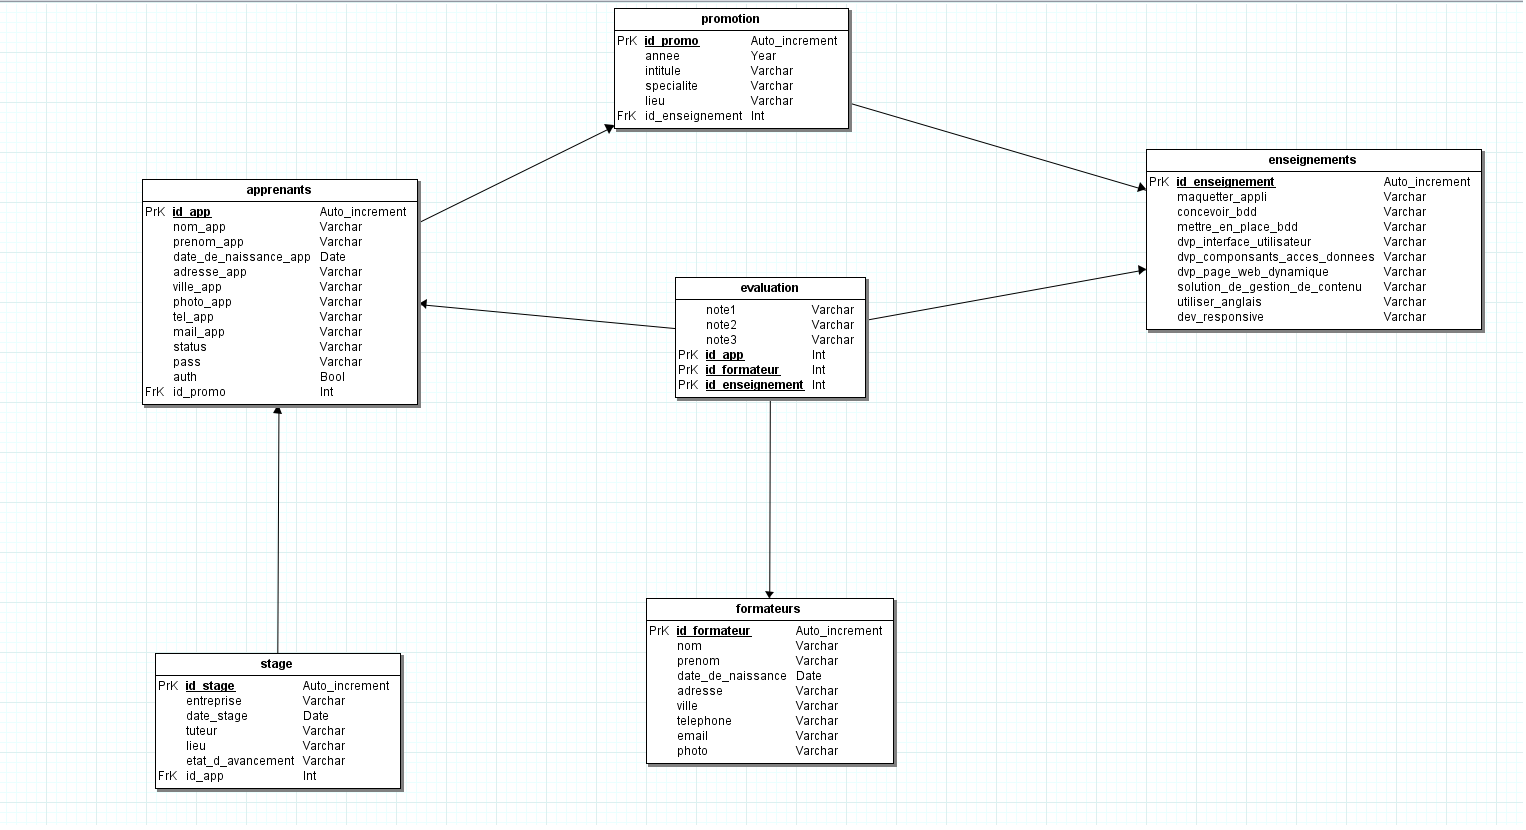 promotion
PrK id_promo Auto_increment
annee Year
intitule Varchar
specialite Varchar
lieu Varchar
FrK id_enseignement Int
enseignements
PrK id_enseignement Auto_increment
maquetter_appli Varchar
concevoir_bdd Varchar
mettre_en_place_bdd Varchar
dvp_interface_utilisateur Varchar
dvp_componsants_acces_donnees Varchar
dvp_page_web_dynamique Varchar
solution_de_gestion_de_contenu Varchar
utiliser_anglais Varchar
dev_responsive Varchar
apprenants
PrK id_app Auto_increment
nom_app Varchar
prenom_app Varchar
date_de_naissance_app Date
adresse_app Varchar
ville_app Varchar
photo_app Varchar
tel_app Varchar
mail_app Varchar
status Varchar
pass Varchar
auth Bool
FrK id_promo Int
evaluation
note1 Varchar
note2 Varchar
note3 Varchar
PrK id_app Int
PrK id_formateur Int
PrK id_enseignement Int
formateurs
PrK id_formateur Auto_increment
nom Varchar
prenom Varchar
date_de_naissance Date
adresse Varchar
ville Varchar
telephone Varchar
email Varchar
photo Varchar
stage
PrK id_stage Auto_increment
entreprise Varchar
date_stage Date
tuteur Varchar
lieu Varchar
etat_d_avancement Varchar
FrK id_app Int